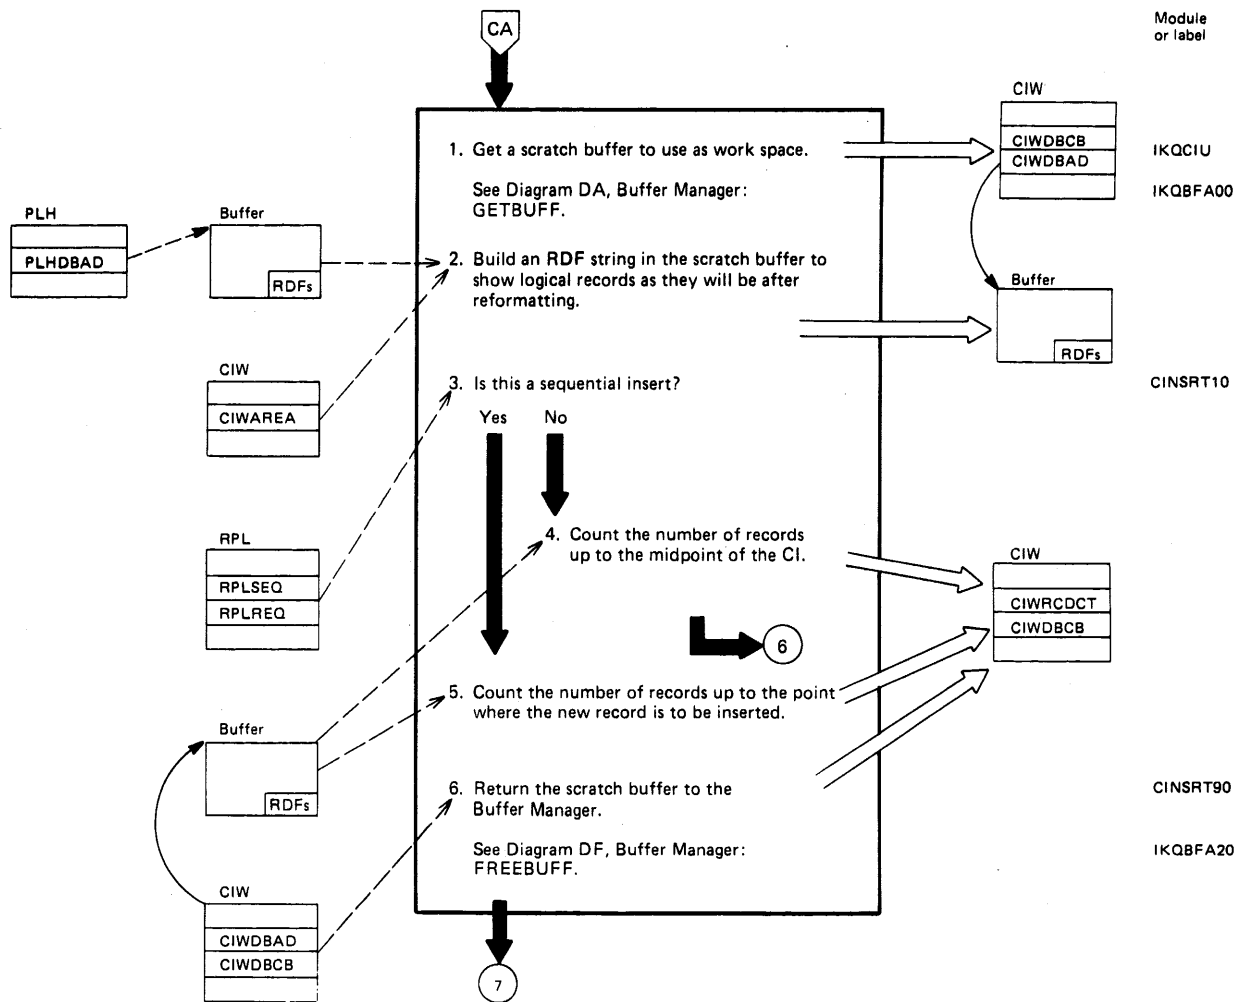 Module
or label
CA
CIW
CIWDBCB
CIWDBAD
IKQCIU
IKQBFA00
1. Get a scratch buffer to use as work space.
See Diagram DA, Buffer Manager:
GETBUFF.
PLH
PLHDBAD
Buffer
RDFs
2. Build an RDF string in the scratch buffer to
show logical records as they will be after
reformatting.
Buffer
RDFs
CIW
CIWAREA
3. Is this a sequential insert?
CINSRT10
Yes No
RPL
RPLSEQ
RPLREQ
4. Count the number of records
up to the midpoint of the CI.
CIW
CIWRCDCT
CIWDBCB
6
5. Count the number of records up to the point
where the new record is to be inserted.
Buffer
RDFs
6. Return the scratch buffer to the
Buffer Manager.
CINSRT90
See Diagram DF, Buffer Manager:
FREEBUFF.
IKQBFA20
CIW
CIWDBAD
CIWDBCB
7